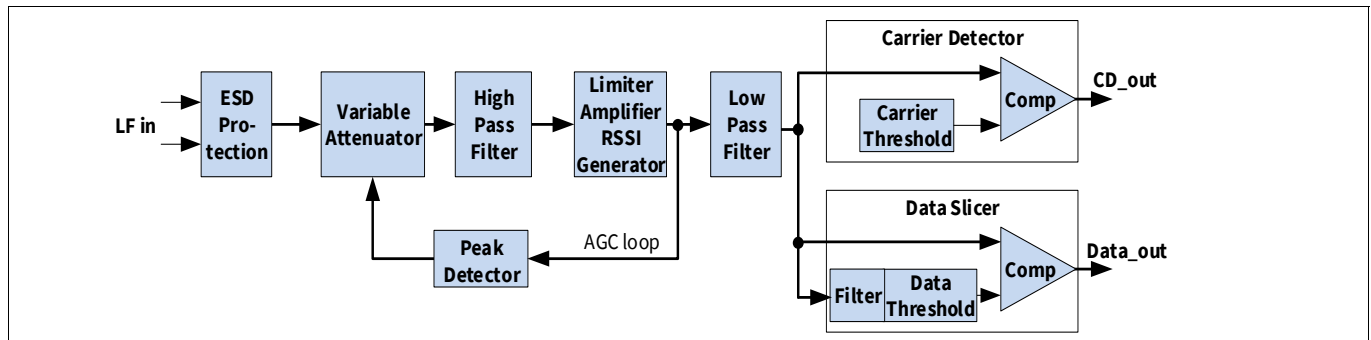 LF in
ESD
Pro-
tection
Variable
Attenuator
High
Pass
Filter
Limiter
Amplifier
RSSI
Generator
Low
Pass
Filter
Peak
Detector
AGC loop
Carrier Detector
Carrier
Threshold
Comp
CD_out
Data Slicer
Filter
Data
Threshold
Comp
Data_out